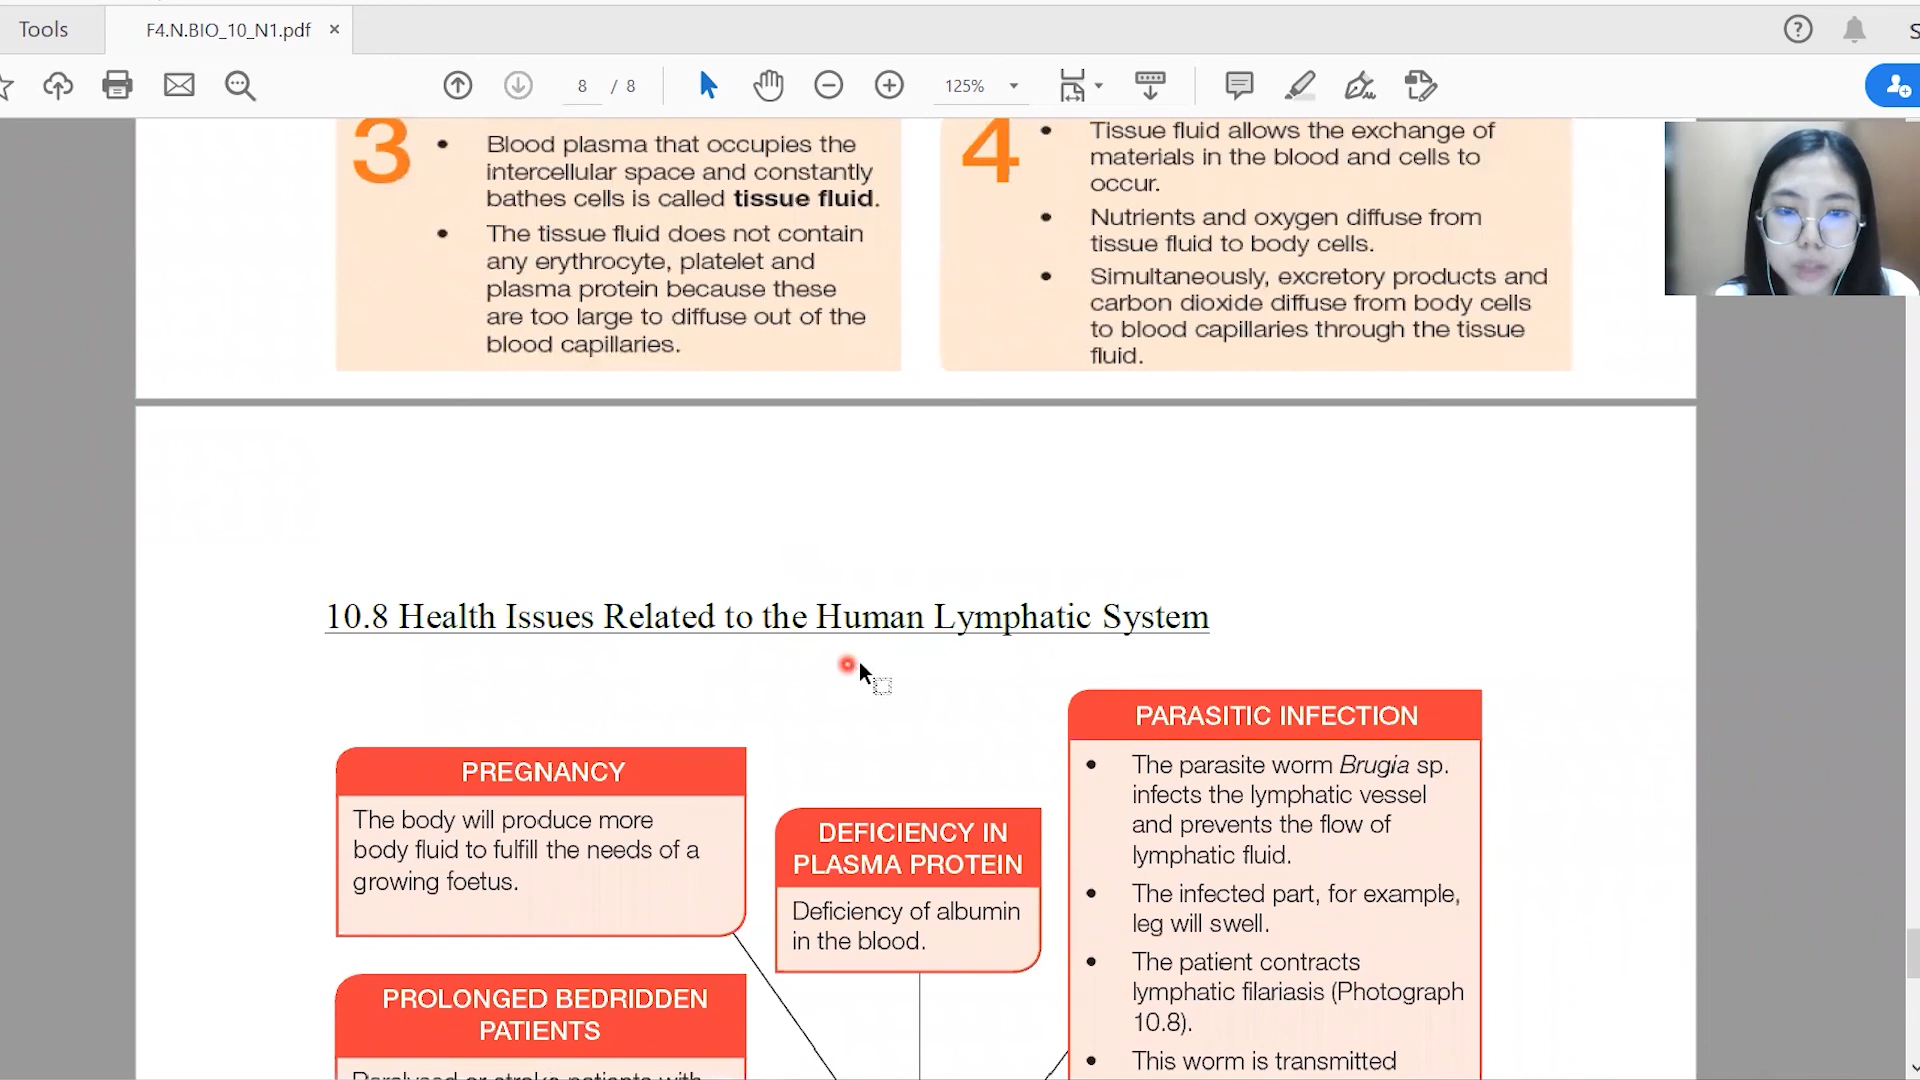 Tools
F4.N.BIO_10_N1.pdf
8 / 8
125%
3
• Blood plasma that occupies the
intercellular space and constantly
bathes cells is called tissue fluid.
• The tissue fluid does not contain
any erythrocyte, platelet and
plasma protein because these
are too large to diffuse out of the
blood capillaries.
4
• Tissue fluid allows the exchange of
materials in the blood and cells to
occur.
• Nutrients and oxygen diffuse from
tissue fluid to body cells.
• Simultaneously, excretory products and
carbon dioxide diffuse from body cells
to blood capillaries through the tissue
fluid.
10.8 Health Issues Related to the Human Lymphatic System
PREGNANCY
The body will produce more
body fluid to fulfill the needs of a
growing foetus.
DEFICIENCY IN
PLASMA PROTEIN
Deficiency of albumin
in the blood.
PARASITIC INFECTION
• The parasite worm Brugia sp.
infects the lymphatic vessel
and prevents the flow of
lymphatic fluid.
• The infected part, for example,
leg will swell.
• The patient contracts
lymphatic filariasis (Photograph
10.8).
• This worm is transmitted
PROLONGED BEDRIDDEN
PATIENTS
Paralysed or stroke patients with